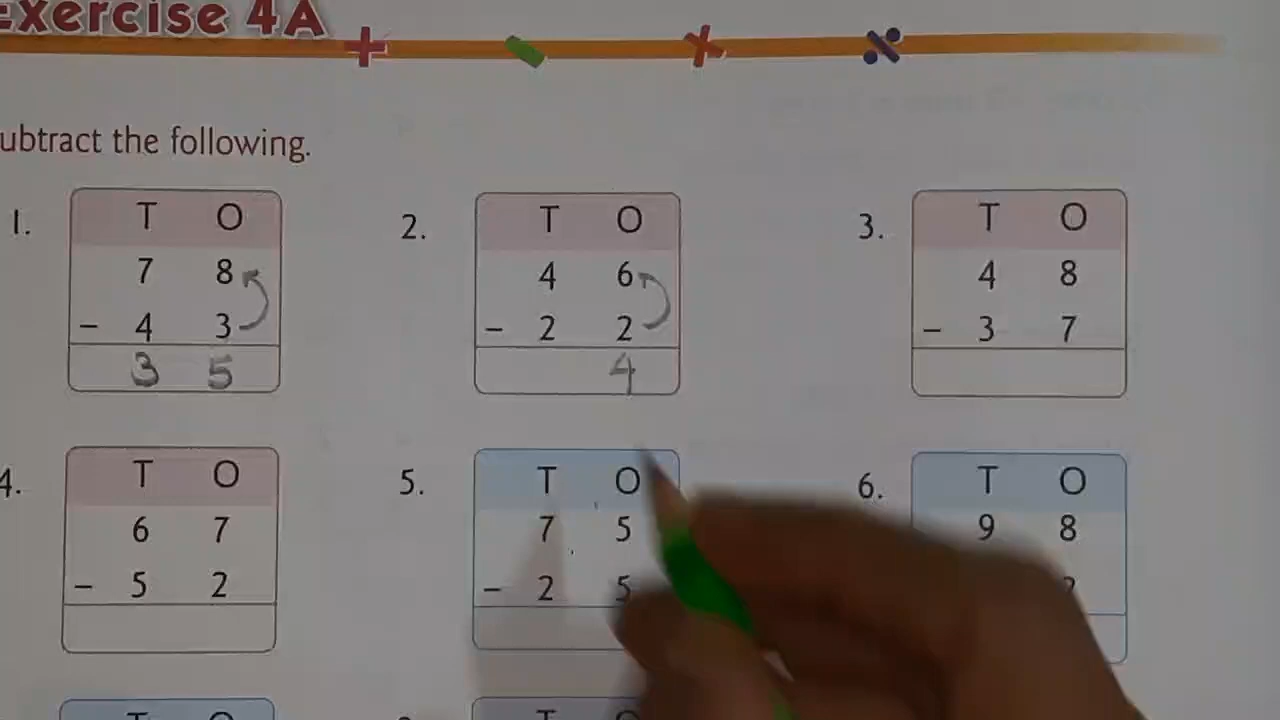 Exercise 4A
ubtract the following.
1. T O 2. T O 3. T O
7 8 4 6 4 8
- 4 3 - 2 2 - 3 7
3 5 4
4. T O 5. T O 6. T O
6 7 7 5 9 8
- 5 2 - 2 5
T T O